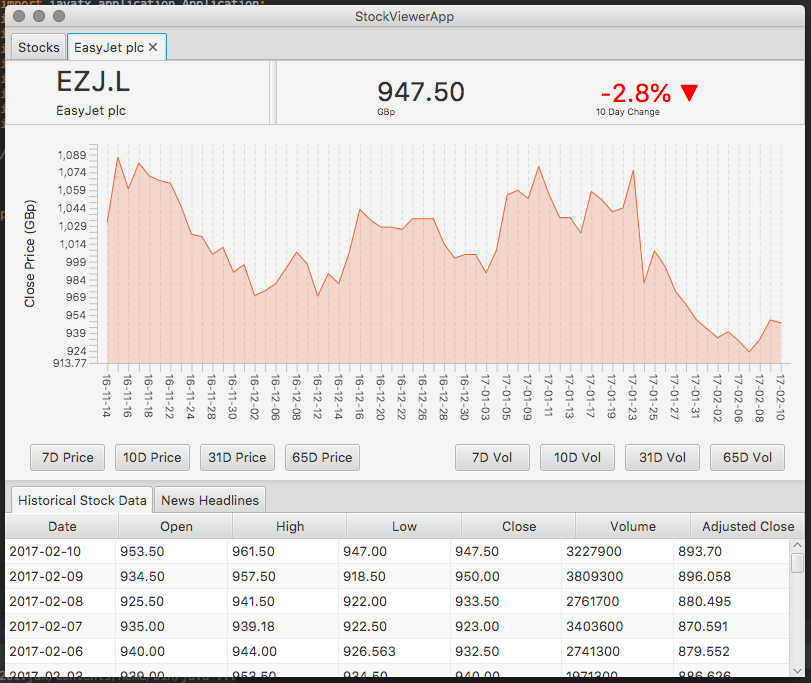 import javafx.application.Application;
StockViewerApp
Stocks EasyJet plc ✕
EZJ.L
EasyJet plc
947.50
GBp
-2.8% ▼
10 Day Change
Close Price (GBp)
1,089
1,074
1,059
1,044
1,029
1,014
999
984
969
954
939
924
913.77
16-11-14 16-11-16 16-11-18 16-11-22 16-11-24 16-11-28 16-11-30 16-12-02 16-12-06 16-12-08 16-12-12 16-12-14 16-12-16 16-12-20 16-12-22 16-12-26 16-12-28 16-12-30 17-01-03 17-01-05 17-01-09 17-01-11 17-01-13 17-01-17 17-01-19 17-01-23 17-01-25 17-01-27 17-01-31 17-02-02 17-02-06 17-02-08 17-02-10
7D Price 10D Price 31D Price 65D Price 7D Vol 10D Vol 31D Vol 65D Vol
Historical Stock Data News Headlines
Date Open High Low Close Volume Adjusted Close
2017-02-10 953.50 961.50 947.00 947.50 3227900 893.70
2017-02-09 934.50 957.50 918.50 950.00 3809300 896.058
2017-02-08 925.50 941.50 922.00 933.50 2761700 880.495
2017-02-07 935.00 939.18 922.50 923.00 3403600 870.591
2017-02-06 940.00 944.00 926.563 932.50 2741300 879.552
2017-02-03 939.00 953.50 934.50 940.00 1971300 886.626